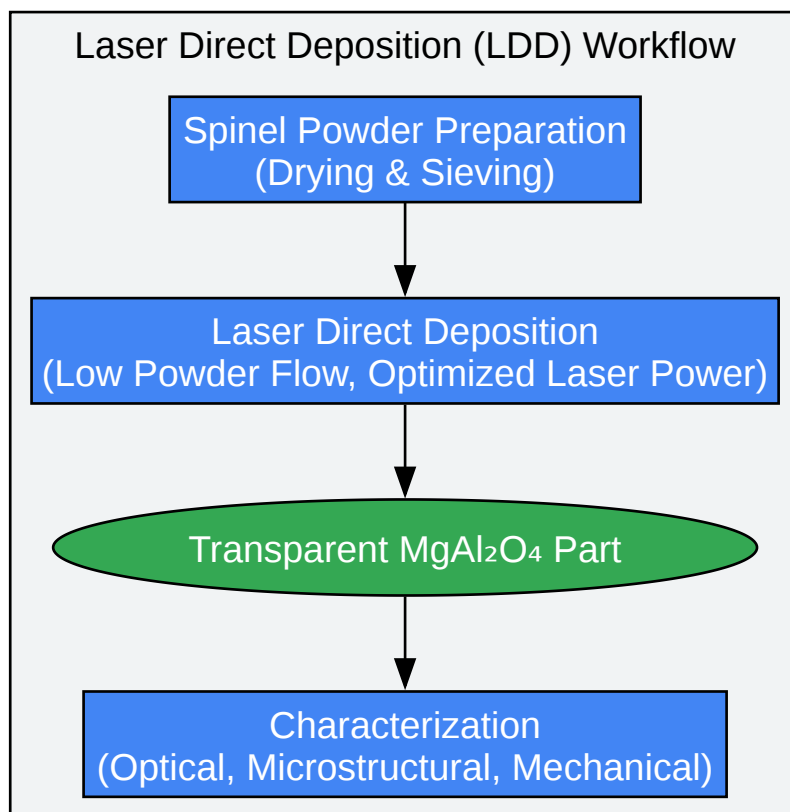 Laser Direct Deposition (LDD) Workflow
Spinel Powder Preparation
(Drying & Sieving)
Laser Direct Deposition
(Low Powder Flow, Optimized Laser Power)
Transparent MgAl₂O₄ Part
Characterization
(Optical, Microstructural, Mechanical)